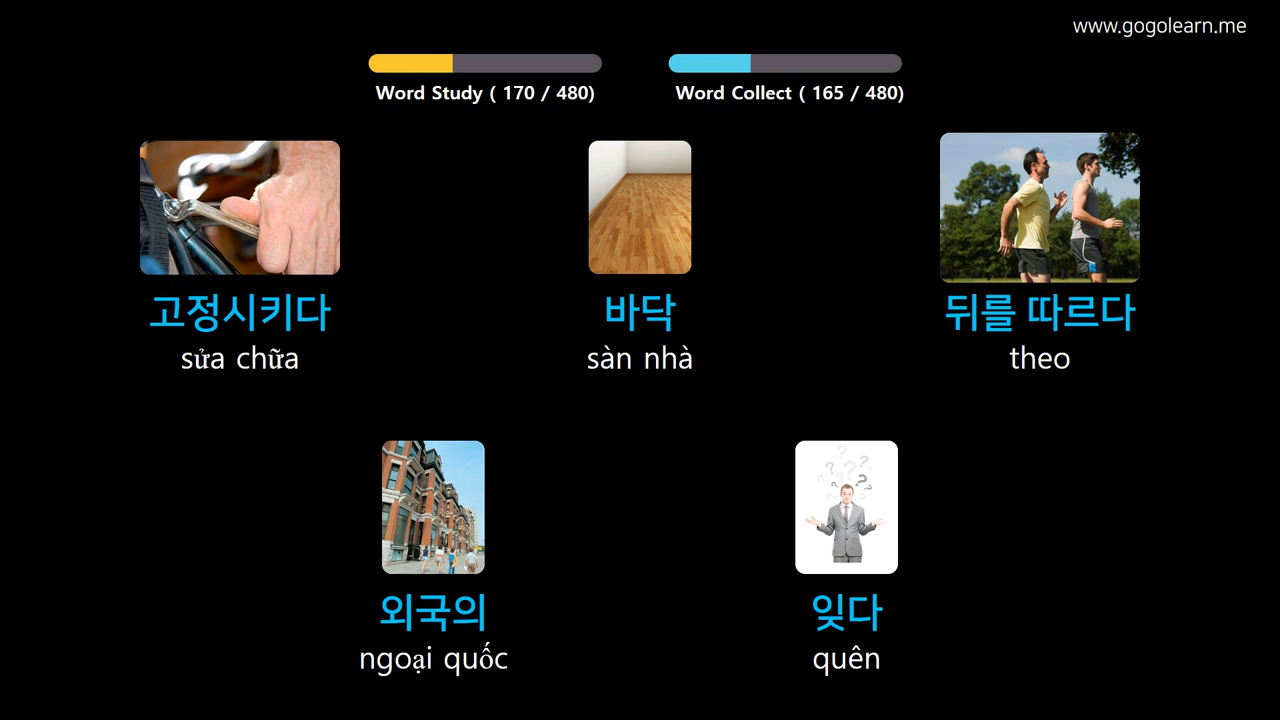 www.gogolearn.me
Word Study ( 170 / 480)
Word Collect ( 165 / 480)
고정시키다
sửa chữa
바닥
sàn nhà
뒤를 따르다
theo
외국의
ngoại quốc
잊다
quên